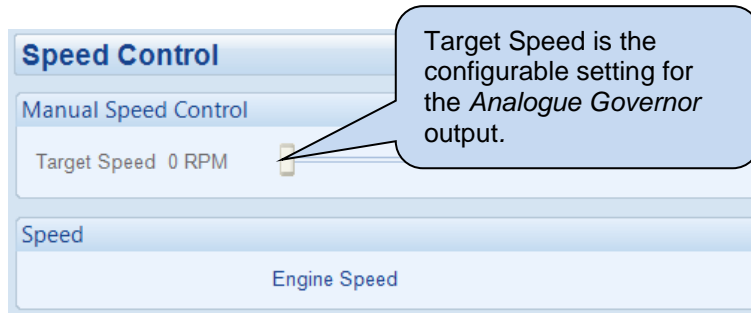 Speed Control
Target Speed is the
configurable setting for
the Analogue Governor
output.
Manual Speed Control
Target Speed 0 RPM
Speed
Engine Speed